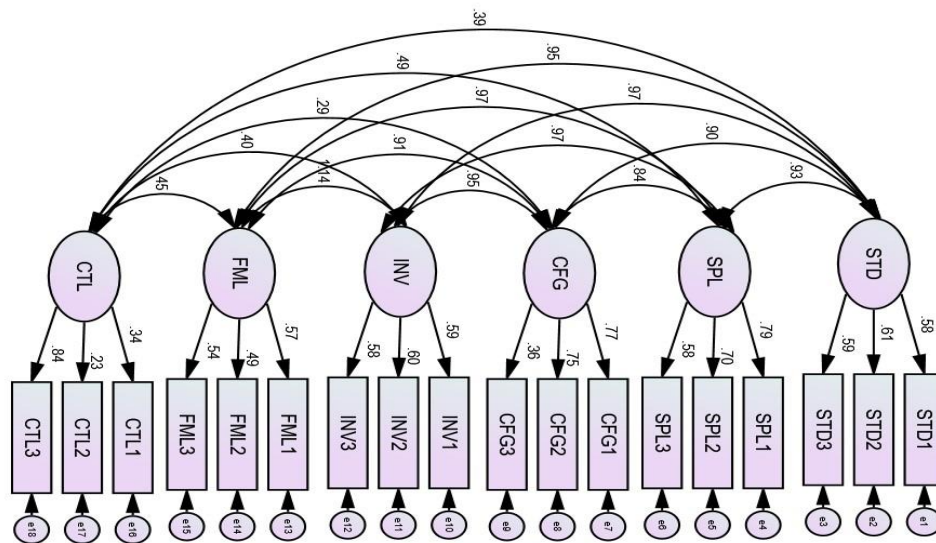 .39
.95
.49
.97
.97
.29
.40
.91
.97
.90
.45
1.14
.95
.84
.93
CTL
FML
INV
CFG
SPL
STD
.84
.23
.34
.54
.49
.57
.58
.60
.59
.36
.75
.77
.58
.70
.79
.59
.61
.58
CTL3
CTL2
CTL1
FML3
FML2
FML1
INV3
INV2
INV1
CFG3
CFG2
CFG1
SPL3
SPL2
SPL1
STD3
STD2
STD1
e18
e17
e16
e15
e14
e13
e12
e11
e10
e9
e8
e7
e6
e5
e4
e3
e2
e1